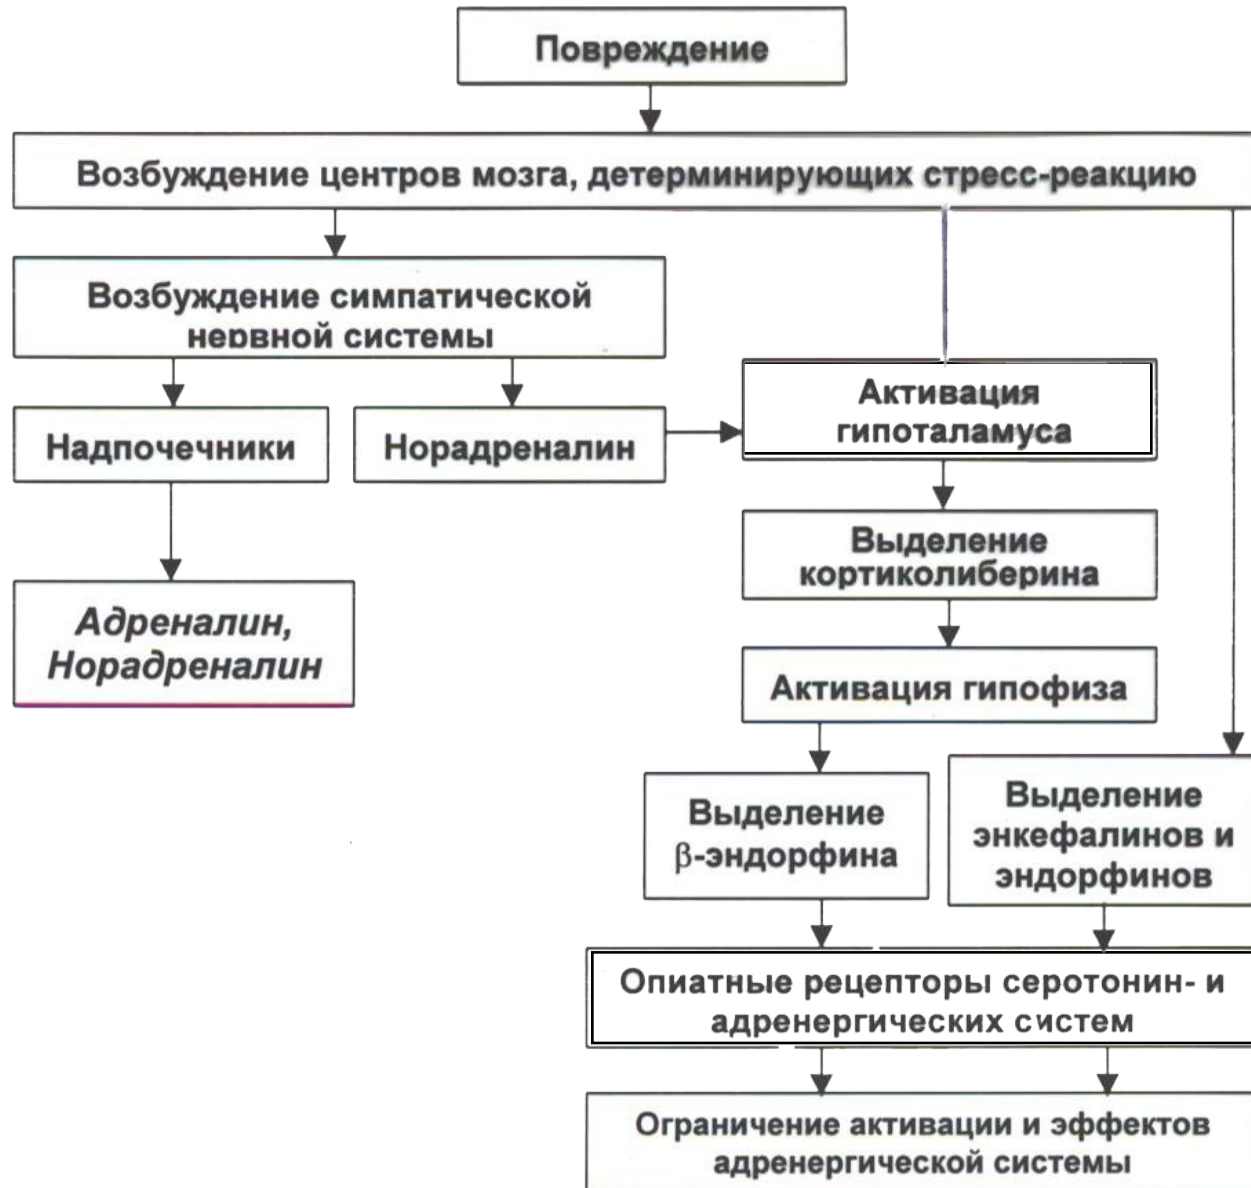 Повреждение
Возбуждение центров мозга, детерминирующих стресс-реакцию
Возбуждение симпатической
нервной системы
Надпочечники
Норадреналин
Активация
гипоталамуса
Адреналин,
Норадреналин
Выделение
кортиколиберина
Активация гипофиза
Выделение
β-эндорфина
Выделение
энкефалинов и
эндорфинов
Опиатные рецепторы серотонин- и
адренергических систем
Ограничение активации и эффектов
адренергической системы